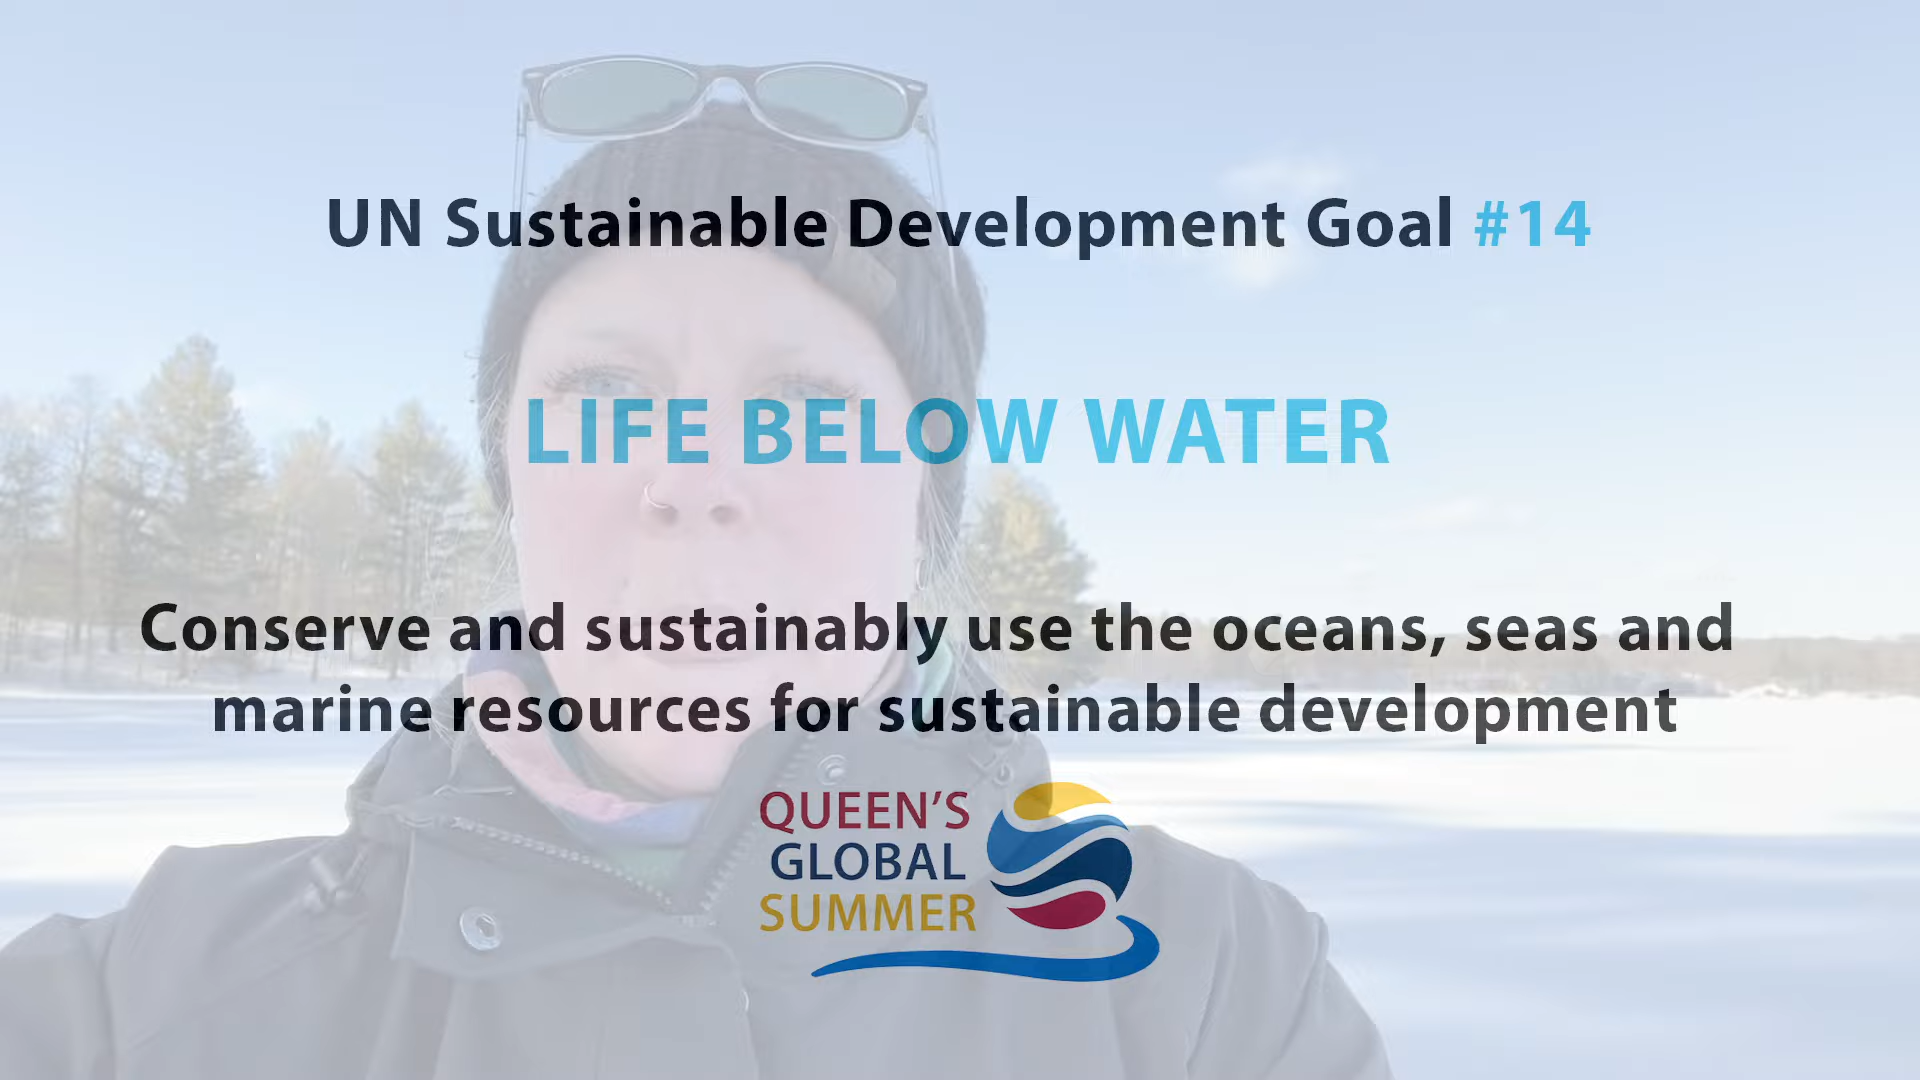 UN Sustainable Development Goal #14
LIFE BELOW WATER
Conserve and sustainably use the oceans, seas and
marine resources for sustainable development
QUEEN'S
GLOBAL
SUMMER